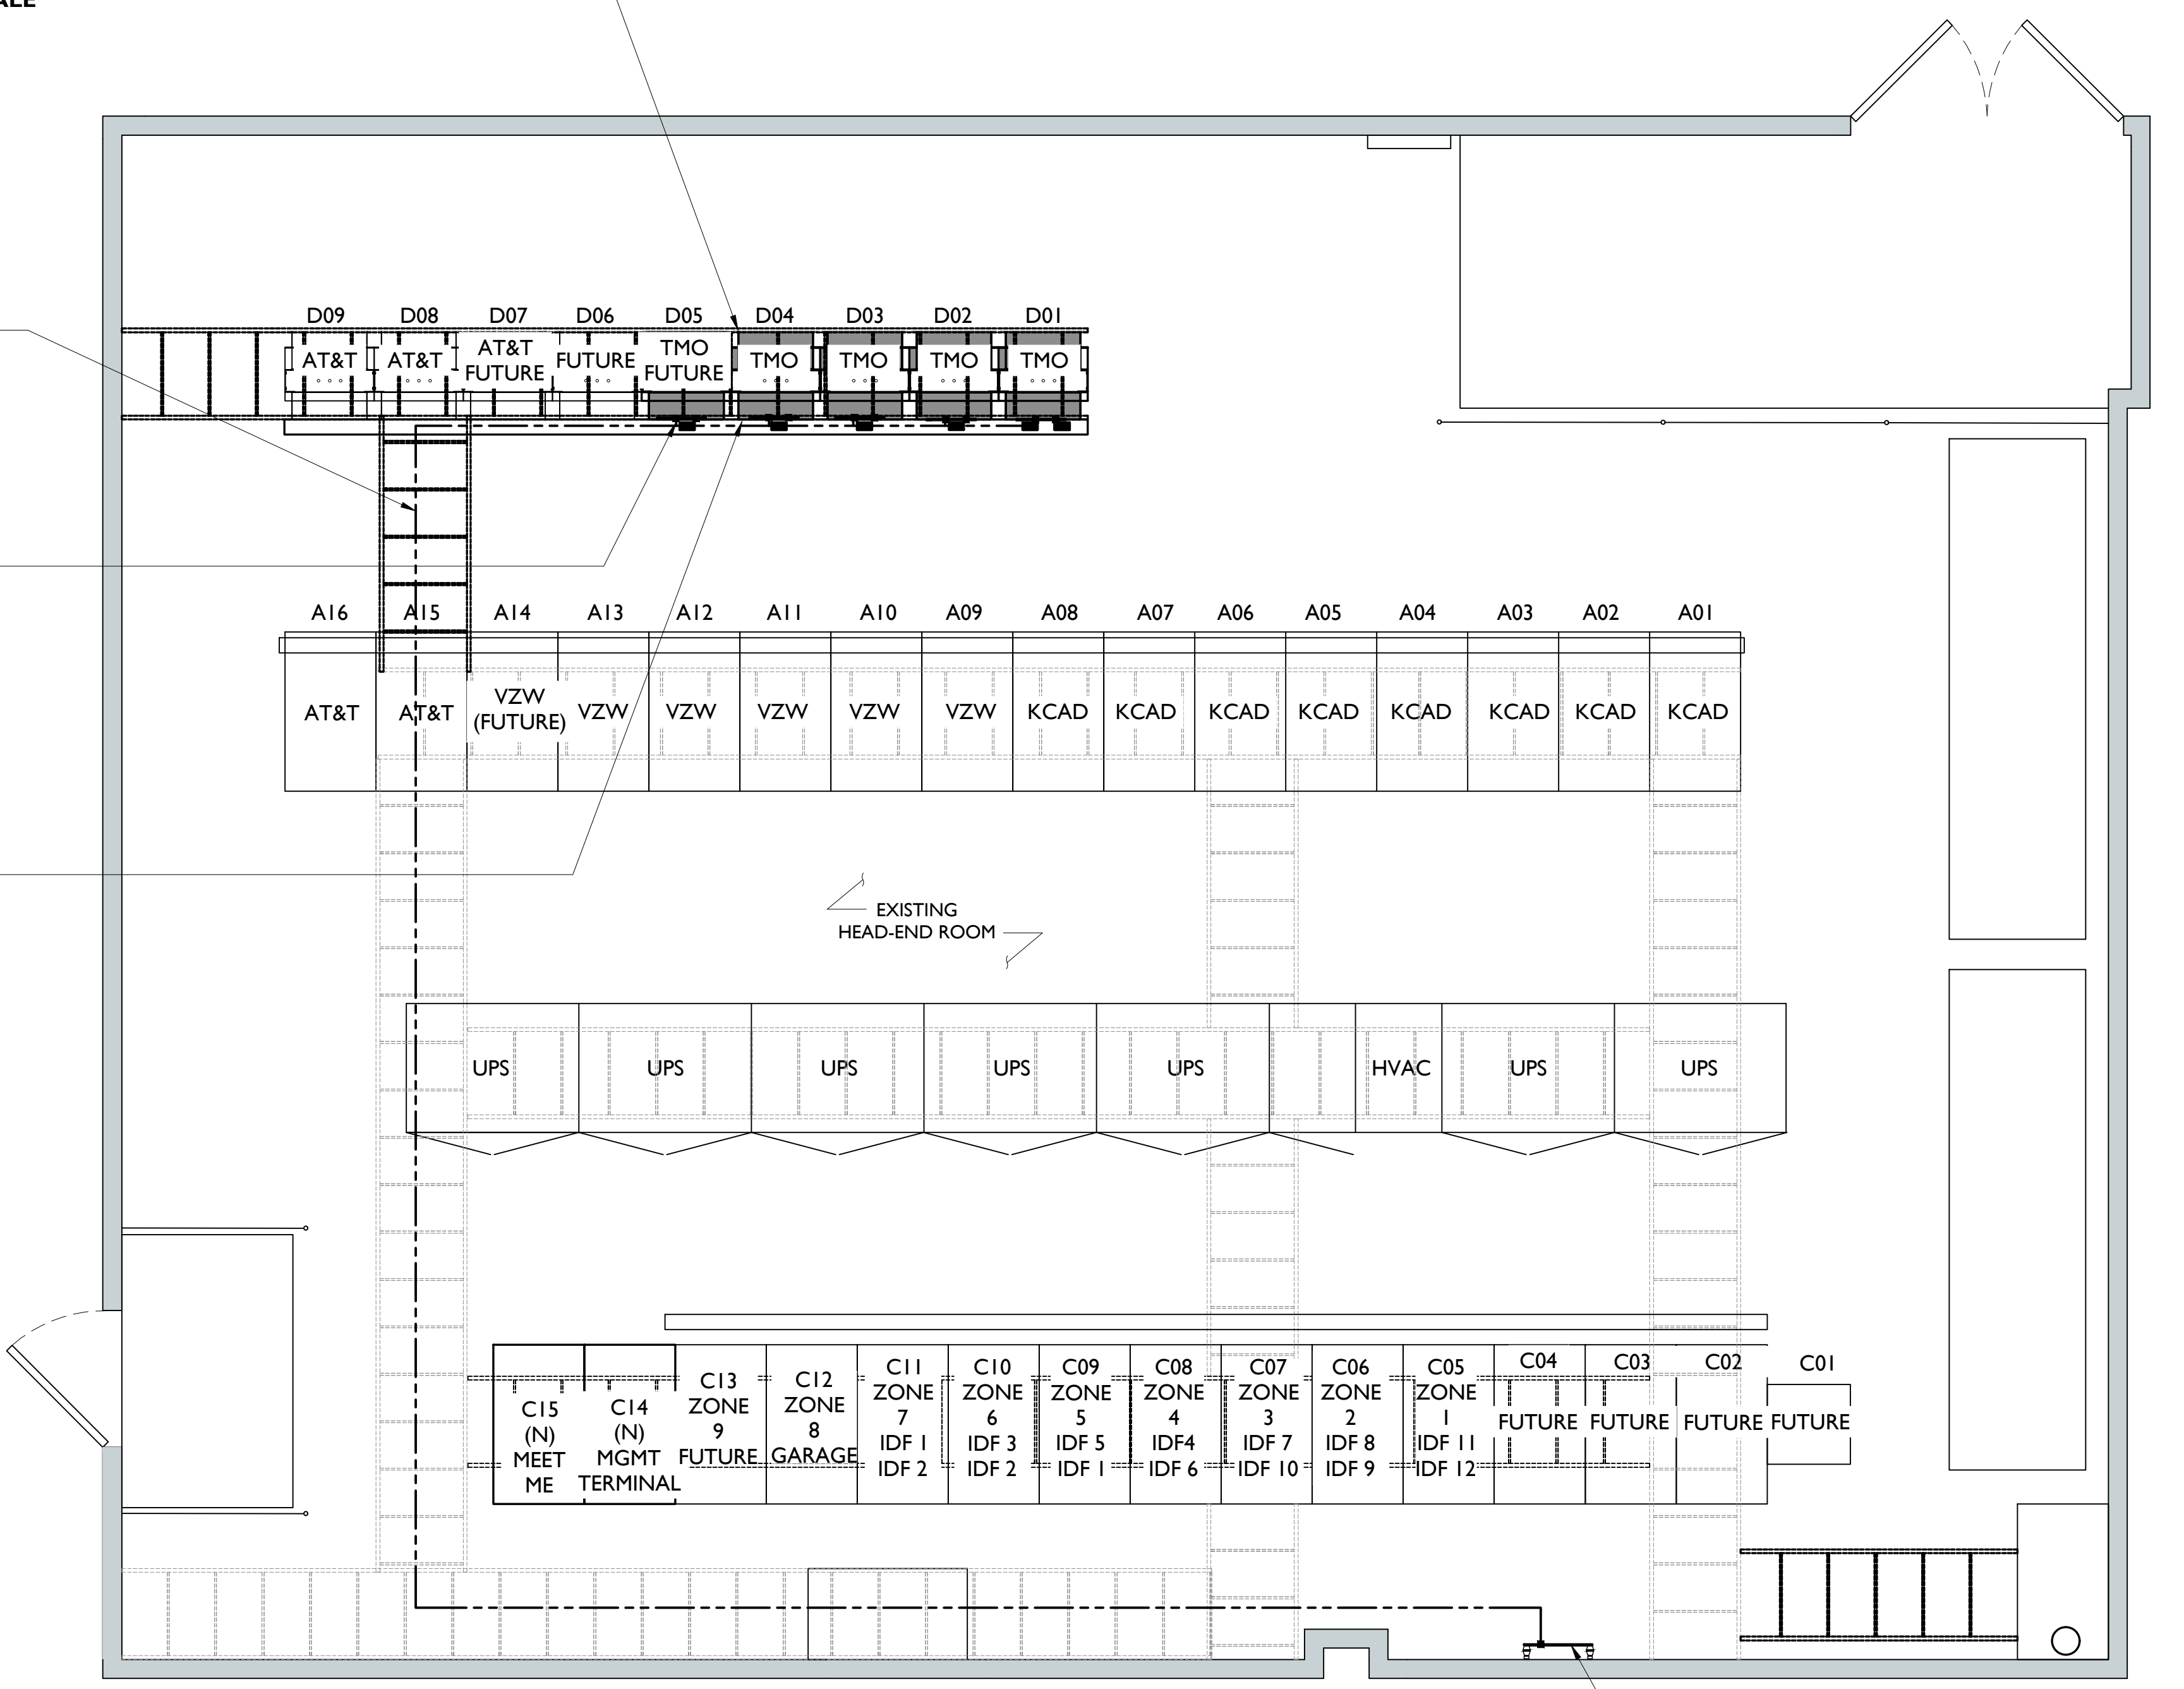 D09 D08 D07 D06 D05 D04 D03 D02 D01
AT&T
AT&T
AT&T
FUTURE
FUTURE
TMO
FUTURE
TMO
TMO
TMO
TMO
A16 A15 A14 A13 A12 A11 A10 A09 A08 A07 A06 A05 A04 A03 A02 A01
AT&T
AT&T
VZW
(FUTURE)
VZW
VZW
VZW
VZW
VZW
KCAD
KCAD
KCAD
KCAD
KCAD
KCAD
KCAD
KCAD
EXISTING
HEAD-END ROOM
UPS
UPS
UPS
UPS
UPS
HVAC
UPS
UPS
C15
(N)
MEET
ME
C14
(N)
MGMT
TERMINAL
C13
ZONE
9
FUTURE
C12
ZONE
8
GARAGE
C11
ZONE
7
IDF 1
IDF 2
C10
ZONE
6
IDF 3
IDF 2
C09
ZONE
5
IDF 5
IDF 1
C08
ZONE
4
IDF4
IDF 6
C07
ZONE
3
IDF 7
IDF 10
C06
ZONE
2
IDF 8
IDF 9
C05
ZONE
1
IDF 11
IDF 12
C04
FUTURE
C03
FUTURE
C02
FUTURE
C01
FUTURE